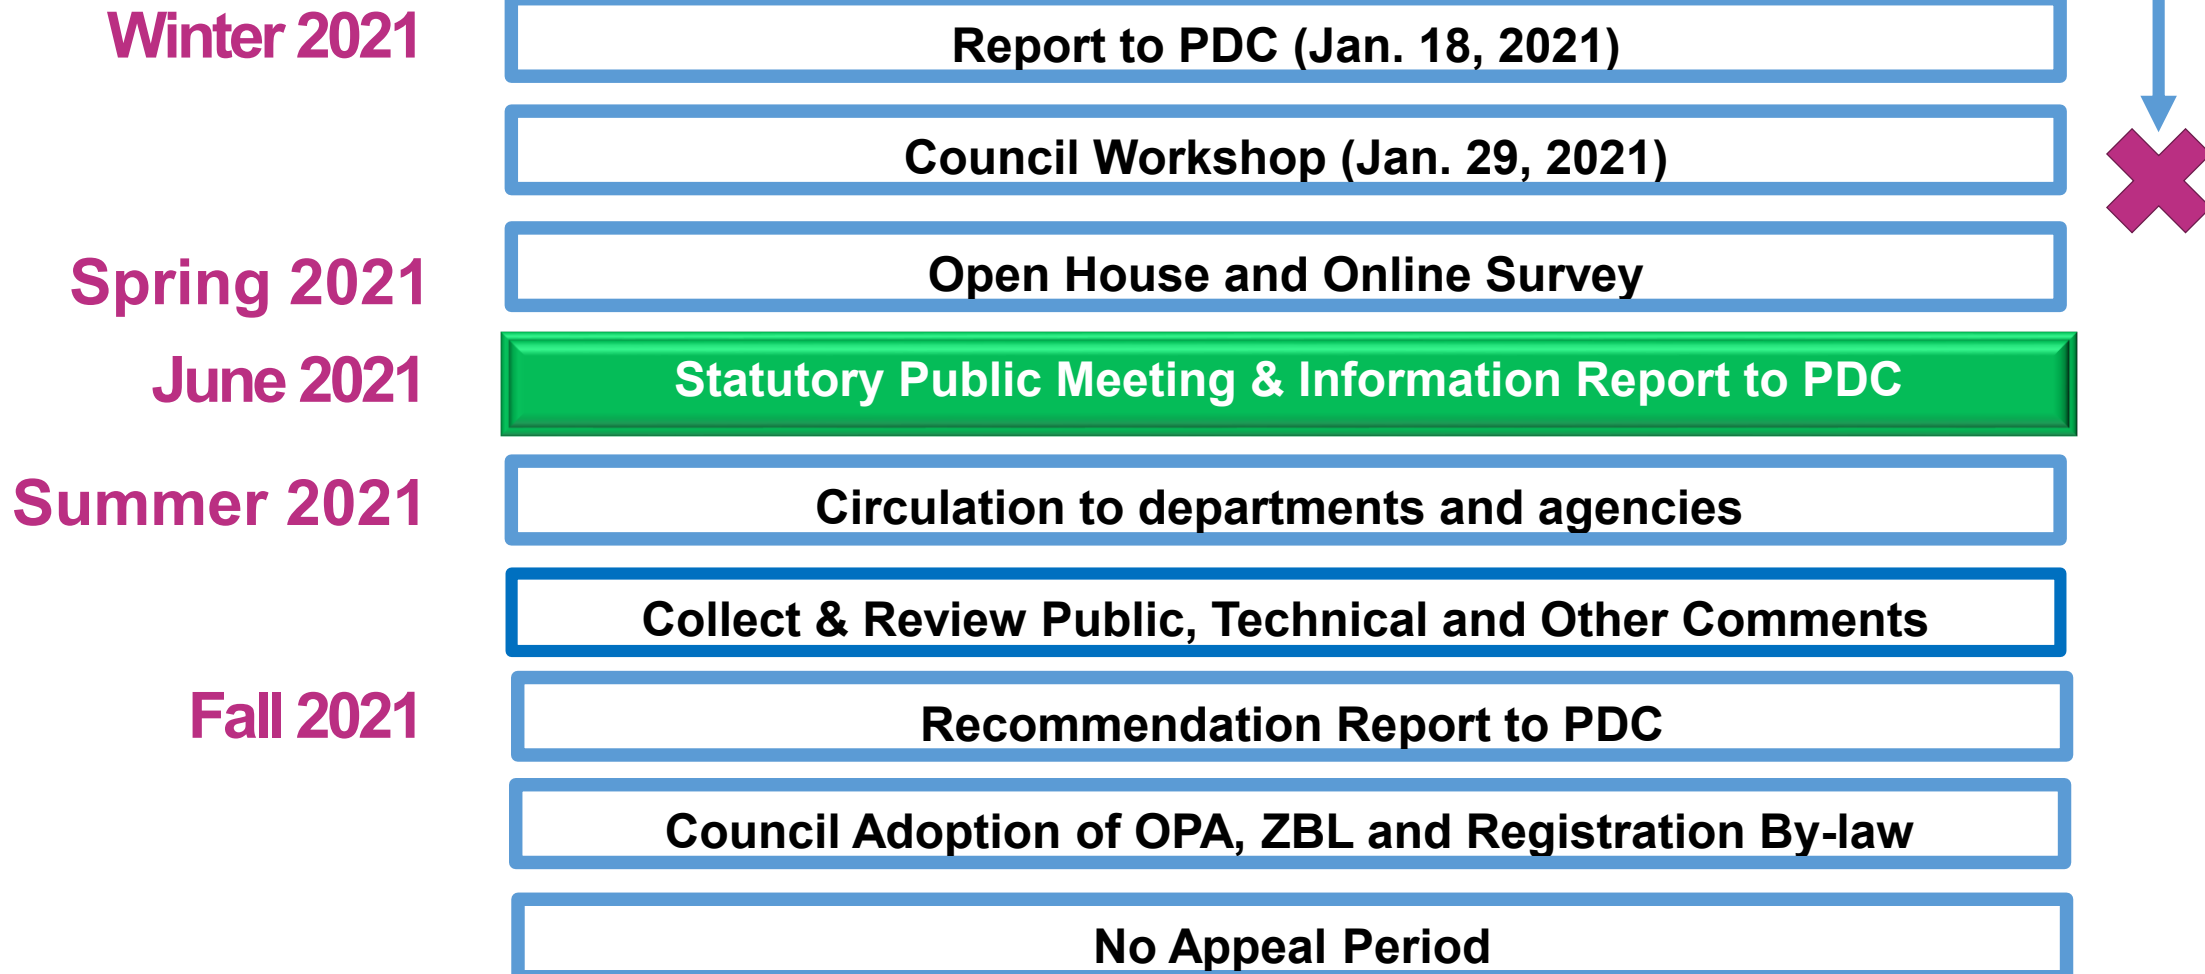 Winter 2021
Report to PDC (Jan. 18, 2021)
Council Workshop (Jan. 29, 2021)
Spring 2021
Open House and Online Survey
June 2021
Statutory Public Meeting & Information Report to PDC
Summer 2021
Circulation to departments and agencies
Collect & Review Public, Technical and Other Comments
Fall 2021
Recommendation Report to PDC
Council Adoption of OPA, ZBL and Registration By-law
No Appeal Period